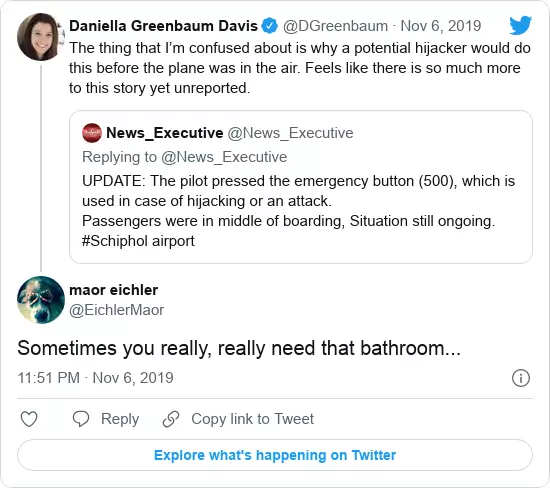 Daniella Greenbaum Davis @DGreenbaum · Nov 6, 2019
The thing that I’m confused about is why a potential hijacker would do
this before the plane was in the air. Feels like there is so much more
to this story yet unreported.
News_Executive @News_Executive
Replying to @News_Executive
UPDATE: The pilot pressed the emergency button (500), which is
used in case of hijacking or an attack.
Passengers were in middle of boarding, Situation still ongoing.
#Schiphol airport
maor eichler
@EichlerMaor
Sometimes you really, really need that bathroom...
11:51 PM · Nov 6, 2019
Reply
Copy link to Tweet
Explore what's happening on Twitter